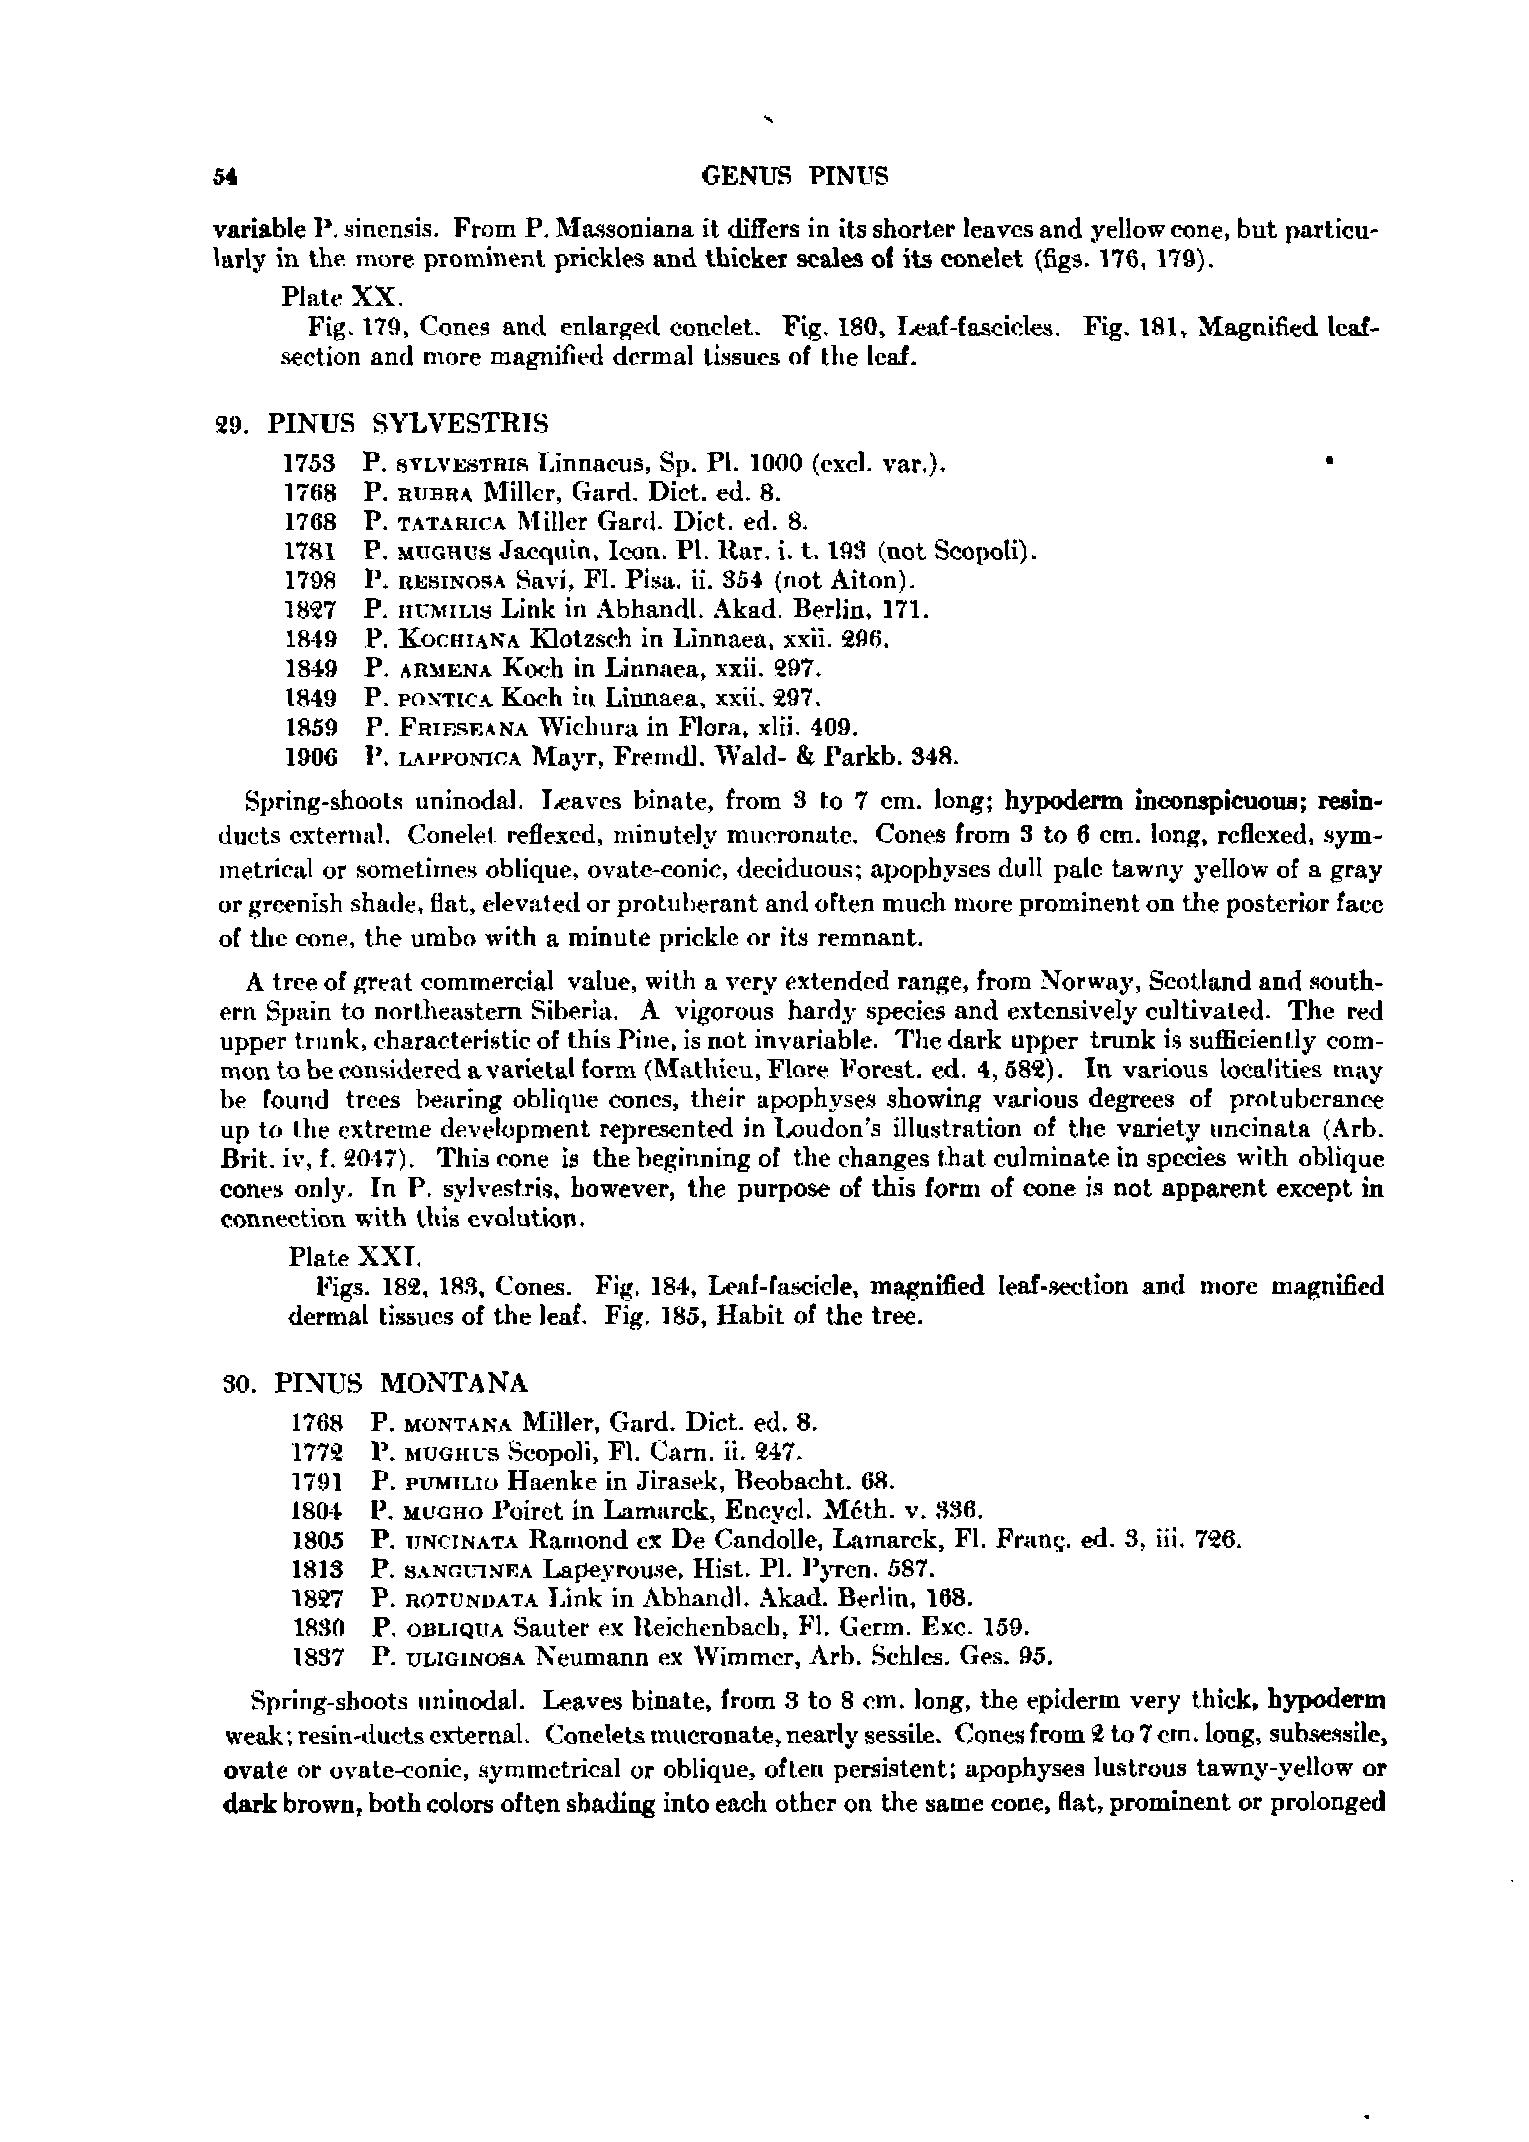 54 GENUS PINUS
variable P. sinensis. From P. Massoniana it differs in its shorter leaves and yellow cone, but particu-
larly in the more prominent prickles and thicker scales of its conelet (figs. 176, 179).
Plate XX.
Fig. 179, Cones and enlarged conelet. Fig. 180, Leaf-fascicles. Fig. 181, Magnified leaf-
section and more magnified dermal tissues of the leaf.
29. PINUS SYLVESTRIS
1753 P. SYLVESTRIS Linnaeus, Sp. Pl. 1000 (excl. var.).
1768 P. RUBRA Miller, Gard. Dict. ed. 8.
1768 P. TATARICA Miller Gard. Dict. ed. 8.
1781 P. MUGHUS Jacquin, Icon. Pl. Rar. i. t. 193 (not Scopoli).
1798 P. RESINOSA Savi, Fl. Pisa. ii. 354 (not Aiton).
1827 P. HUMILIS Link in Abhandl. Akad. Berlin, 171.
1849 P. KOCHIANA Klotzsch in Linnaea, xxii. 296.
1849 P. ARMENA Koch in Linnaea, xxii. 297.
1849 P. PONTICA Koch in Linnaea, xxii. 297.
1859 P. FRIESEANA Wichura in Flora, xlii. 409.
1906 P. LAPPONICA Mayr, Fremdl. Wald- & Parkb. 348.
Spring-shoots uninodal. Leaves binate, from 3 to 7 cm. long; hypoderm inconspicuous; resin-
ducts external. Conelet reflexed, minutely mucronate. Cones from 3 to 6 cm. long, reflexed, sym-
metrical or sometimes oblique, ovate-conic, deciduous; apophyses dull pale tawny yellow of a gray
or greenish shade, flat, elevated or protuberant and often much more prominent on the posterior face
of the cone, the umbo with a minute prickle or its remnant.
A tree of great commercial value, with a very extended range, from Norway, Scotland and south-
ern Spain to northeastern Siberia. A vigorous hardy species and extensively cultivated. The red
upper trunk, characteristic of this Pine, is not invariable. The dark upper trunk is sufficiently com-
mon to be considered a varietal form (Mathieu, Flore Forest. ed. 4, 582). In various localities may
be found trees bearing oblique cones, their apophyses showing various degrees of protuberance
up to the extreme development represented in Loudon's illustration of the variety uncinata (Arb.
Brit. iv, f. 2047). This cone is the beginning of the changes that culminate in species with oblique
cones only. In P. sylvestris, however, the purpose of this form of cone is not apparent except in
connection with this evolution.
Plate XXI.
Figs. 182, 183, Cones. Fig. 184, Leaf-fascicle, magnified leaf-section and more magnified
dermal tissues of the leaf. Fig. 185, Habit of the tree.
30. PINUS MONTANA
1768 P. MONTANA Miller, Gard. Dict. ed. 8.
1772 P. MUGHUS Scopoli, Fl. Carn. ii. 247.
1791 P. PUMILIO Haenke in Jirasek, Beobacht. 68.
1804 P. MUGHO Poiret in Lamarck, Encycl. Méth. v. 336.
1805 P. UNCINATA Ramond ex De Candolle, Lamarck, Fl. Franç. ed. 3, iii. 726.
1813 P. SANGUINEA Lapeyrouse, Hist. Pl. Pyren. 587.
1827 P. ROTUNDATA Link in Abhandl. Akad. Berlin, 168.
1830 P. OBLIQUA Sauter ex Reichenbach, Fl. Germ. Exc. 159.
1837 P. ULIGINOSA Neumann ex Wimmer, Arb. Schles. Ges. 95.
Spring-shoots uninodal. Leaves binate, from 3 to 8 cm. long, the epiderm very thick, hypoderm
weak; resin-ducts external. Conelets mucronate, nearly sessile. Cones from 2 to 7 cm. long, subsessile,
ovate or ovate-conic, symmetrical or oblique, often persistent; apophyses lustrous tawny-yellow or
dark brown, both colors often shading into each other on the same cone, flat, prominent or prolonged